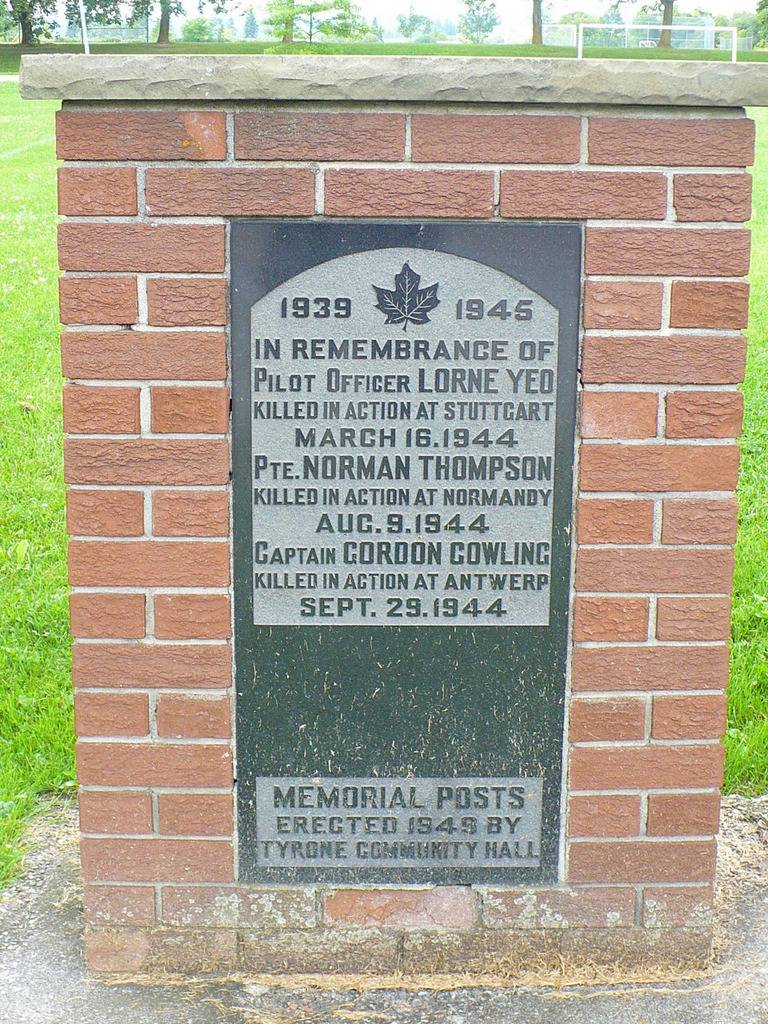 1939 1945
IN REMEMBRANCE OF
PILOT OFFICER LORNE YEO
KILLED IN ACTION AT STUTTGART
MARCH 16.1944
PTE. NORMAN THOMPSON
KILLED IN ACTION AT NORMANDY
AUG. 9.1944
CAPTAIN GORDON COWLING
KILLED IN ACTION AT ANTWERP
SEPT. 29.1944
MEMORIAL POSTS
ERECTED 1949 BY
TYRONE COMMUNITY HALL